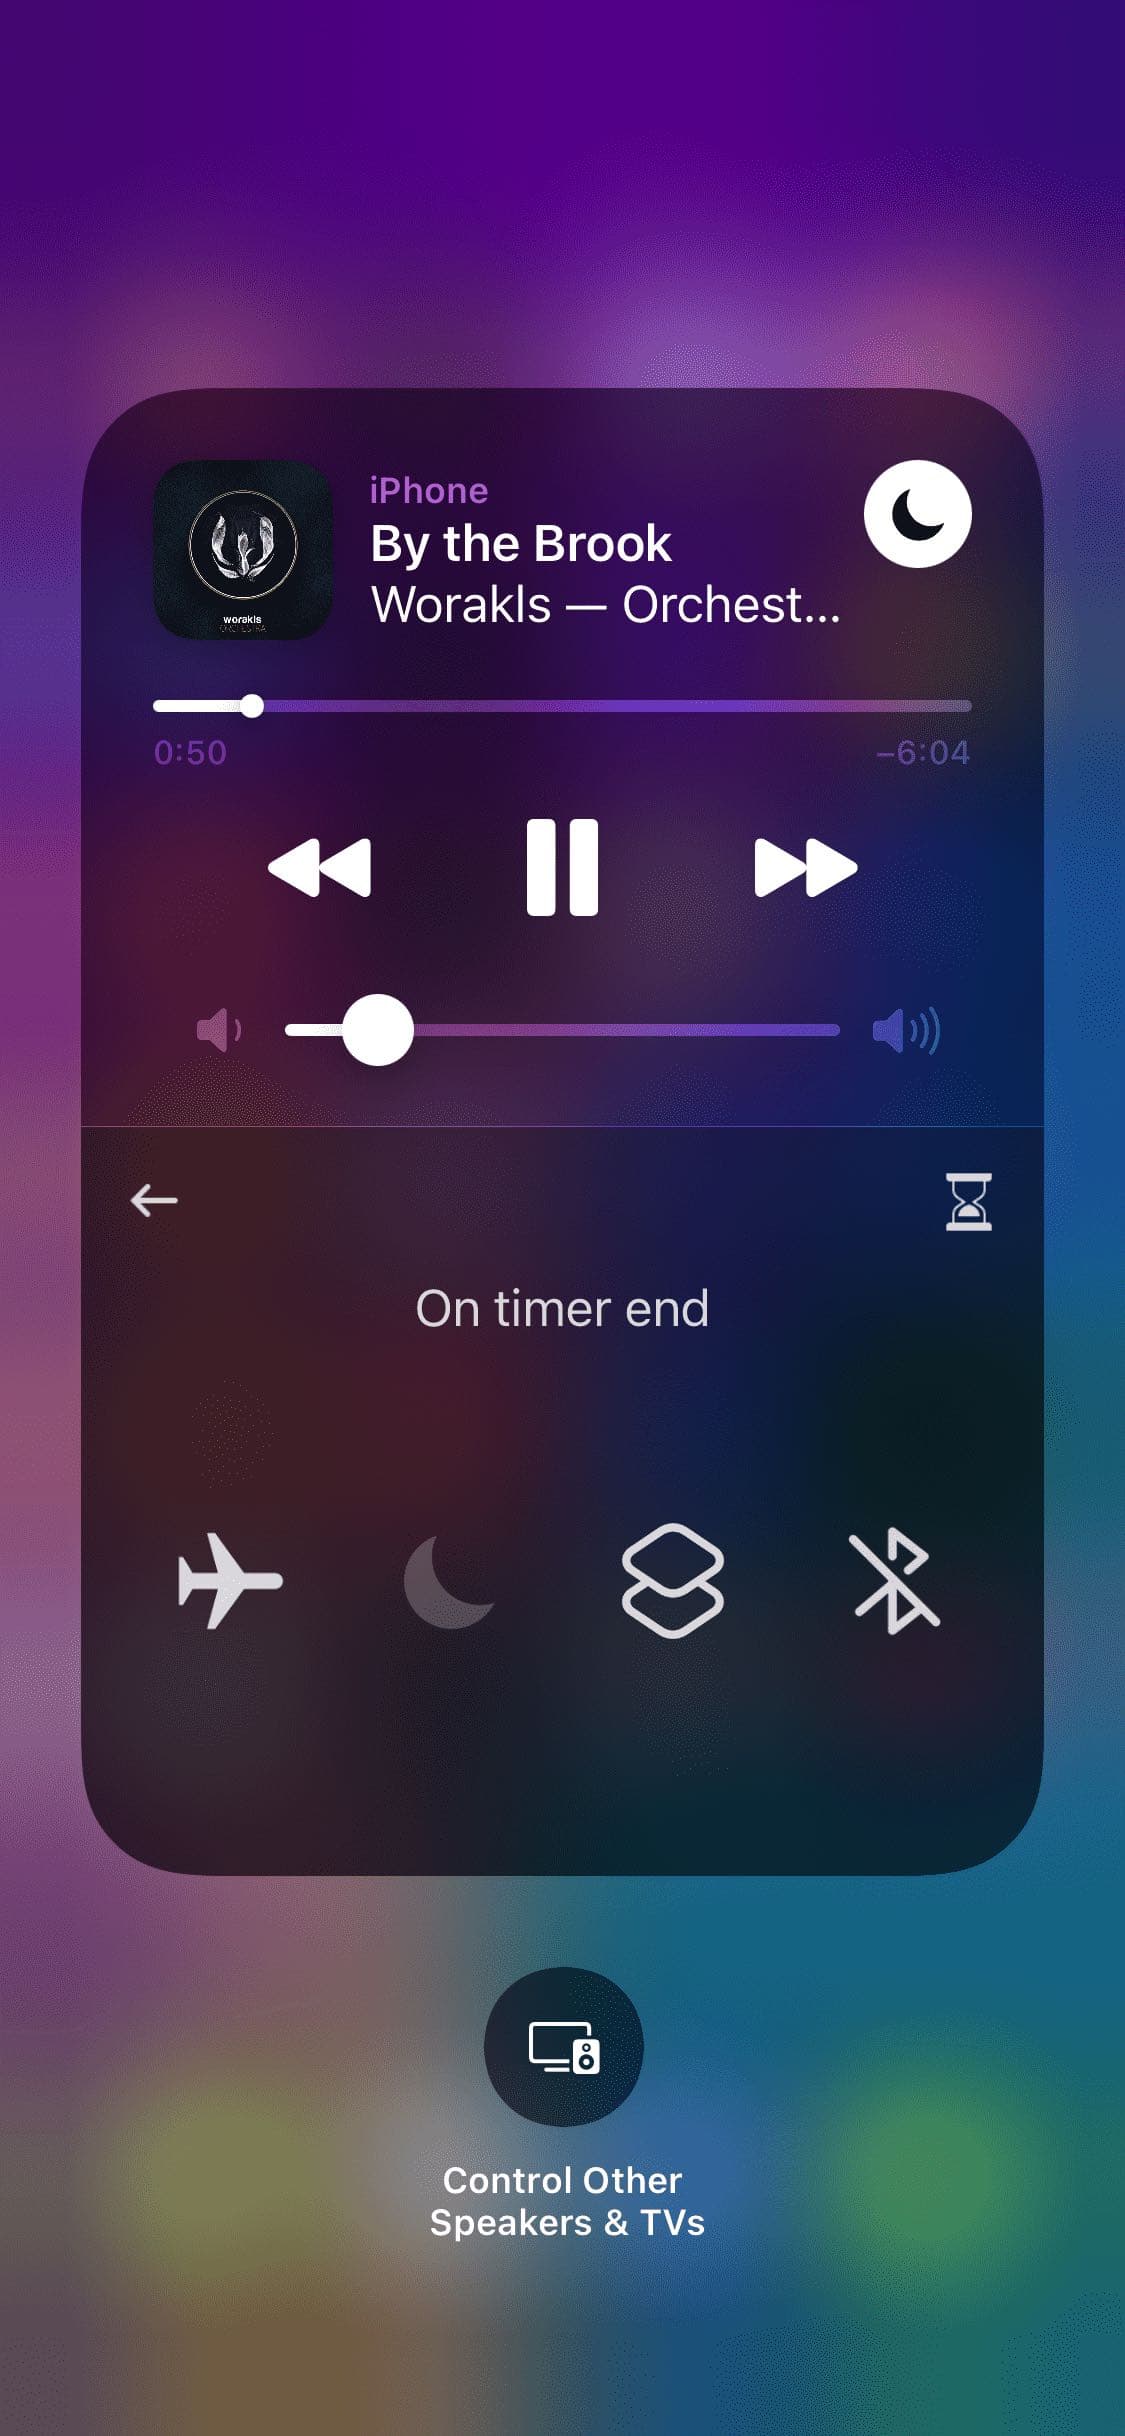 iPhone
By the Brook
Worakls — Orchest...
worakls
ORCHESTRA
0:50
–6:04
On timer end
Control Other
Speakers & TVs